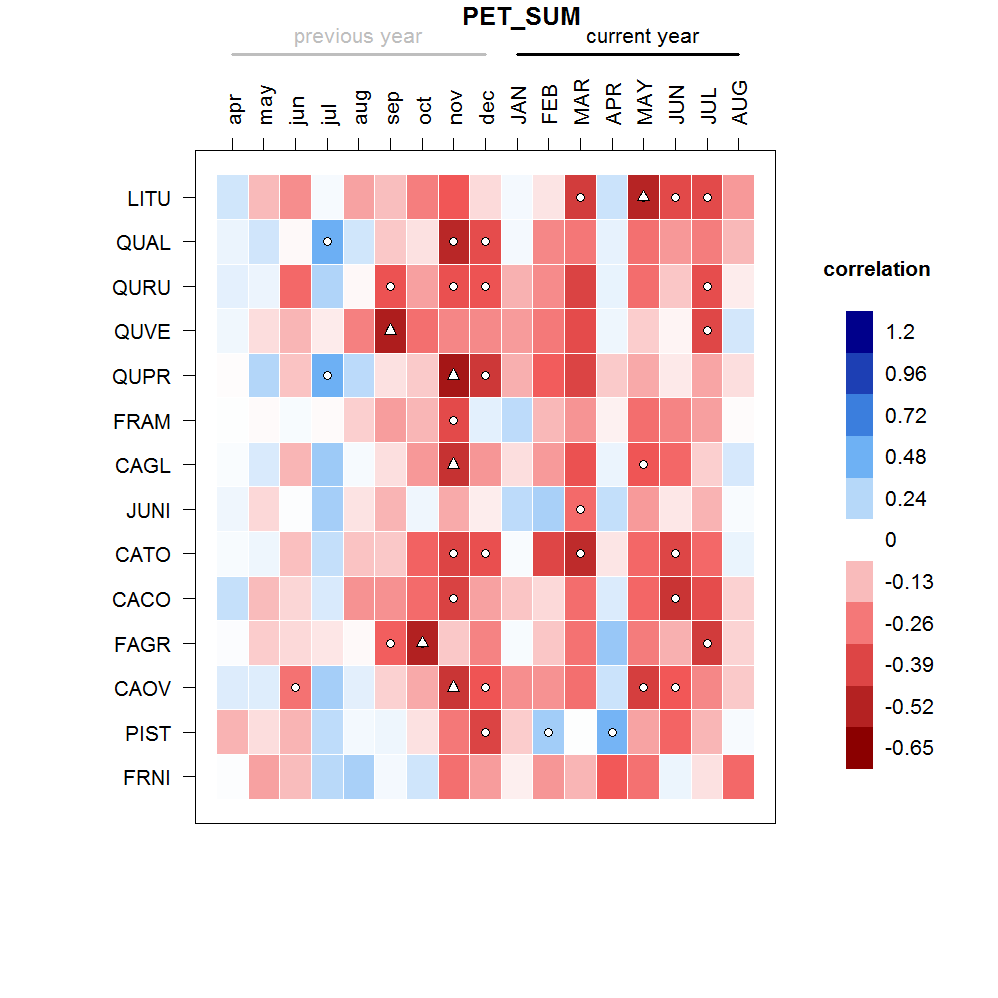 PET_SUM
previous year current year
apr may jun jul aug sep oct nov dec JAN FEB MAR APR MAY JUN JUL AUG
LITU
QUAL
QURU
QUVE
QUPR
FRAM
CAGL
JUNI
CATO
CACO
FAGR
CAOV
PIST
FRNI
correlation
1.2
0.96
0.72
0.48
0.24
0
-0.13
-0.26
-0.39
-0.52
-0.65